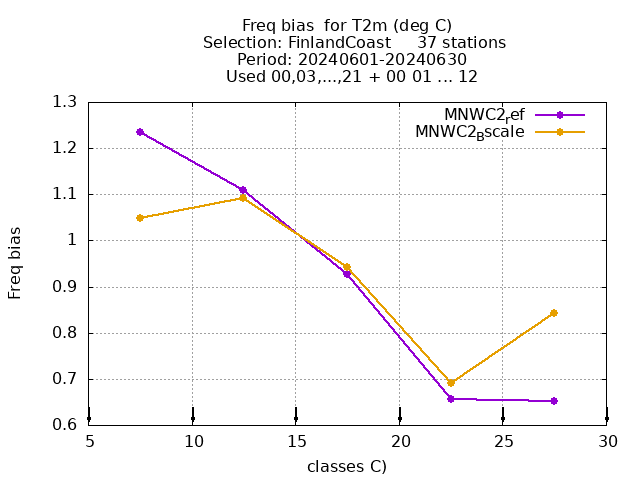 Freq bias  for T2m (deg C)
Selection: FinlandCoast     37 stations
Period: 20240601-20240630
Used 00,03,...,21 + 00 01 ... 12
MNWC2_ref
MNWC2_Bscale
1.3
1.2
1.1
1
0.9
0.8
0.7
0.6
Freq bias
5 10 15 20 25 30
classes C)